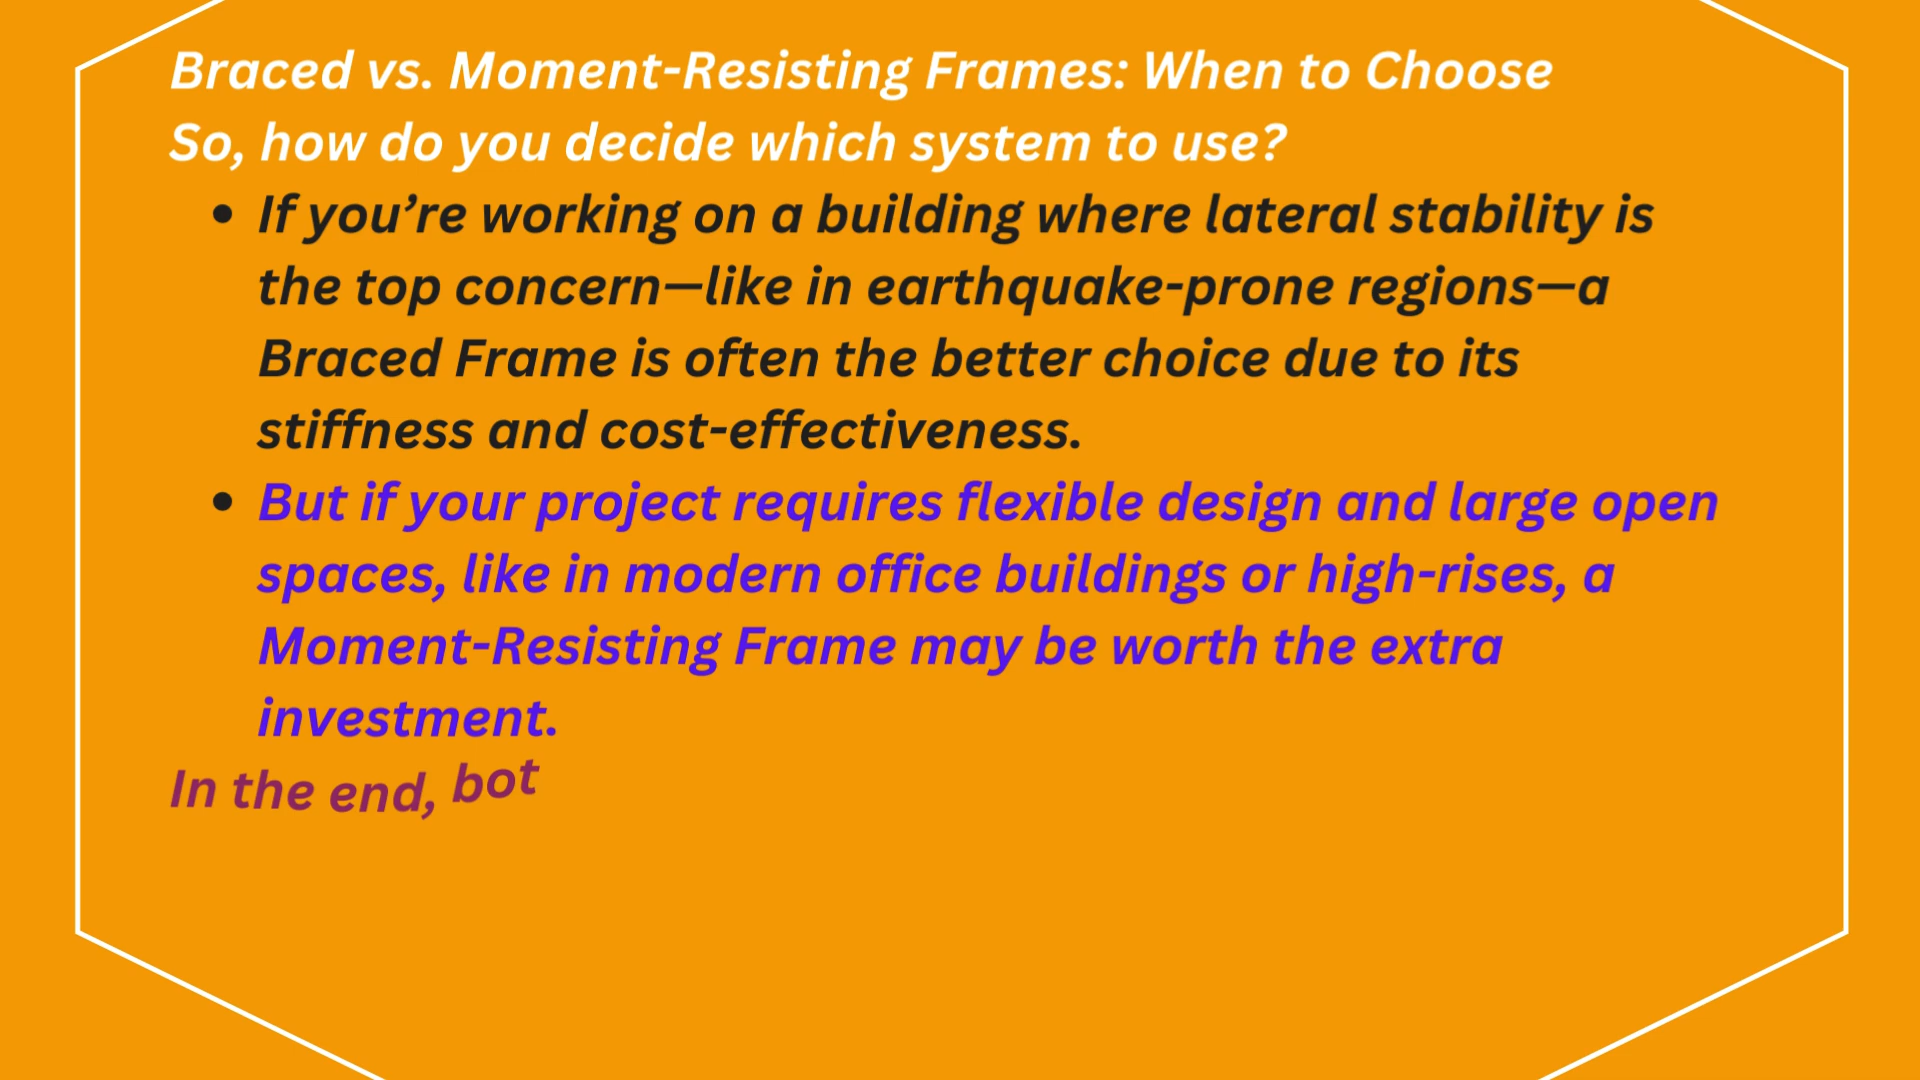 Braced vs. Moment-Resisting Frames: When to Choose
So, how do you decide which system to use?
• If you’re working on a building where lateral stability is
the top concern—like in earthquake-prone regions—a
Braced Frame is often the better choice due to its
stiffness and cost-effectiveness.
• But if your project requires flexible design and large open
spaces, like in modern office buildings or high-rises, a
Moment-Resisting Frame may be worth the extra
investment.
In the end, bot